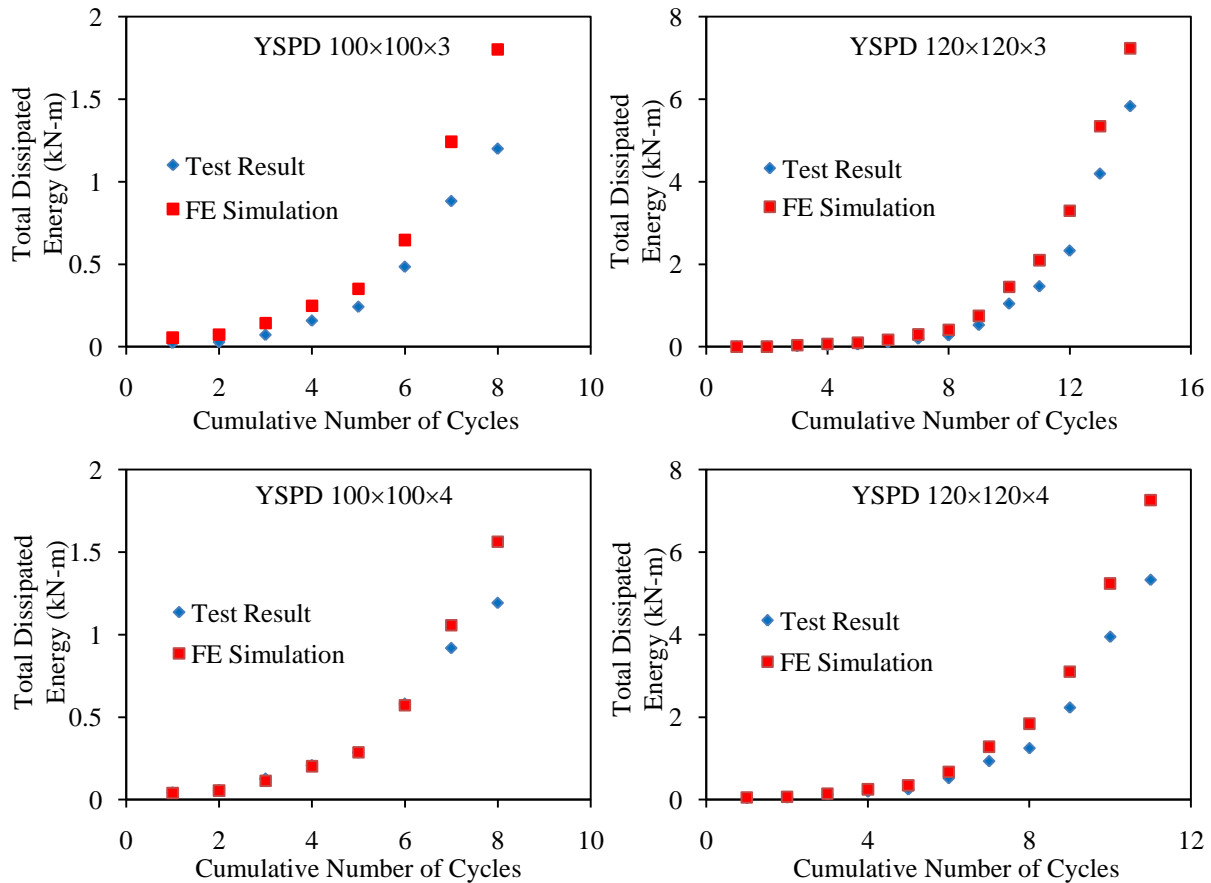 YSPD 100×100×3
Total Dissipated
Energy (kN-m)
2
1.5
1
0.5
0
Test Result
FE Simulation
0 2 4 6 8 10
Cumulative Number of Cycles
YSPD 120×120×3
Total Dissipated
Energy (kN-m)
8
6
4
2
0
Test Result
FE Simulation
0 4 8 12 16
Cumulative Number of Cycles
YSPD 100×100×4
Total Dissipated
Energy (kN-m)
2
1.5
1
0.5
0
Test Result
FE Simulation
0 2 4 6 8 10
Cumulative Number of Cycles
YSPD 120×120×4
Total Dissipated
Energy (kN-m)
8
6
4
2
0
Test Result
FE Simulation
0 4 8 12
Cumulative Number of Cycles